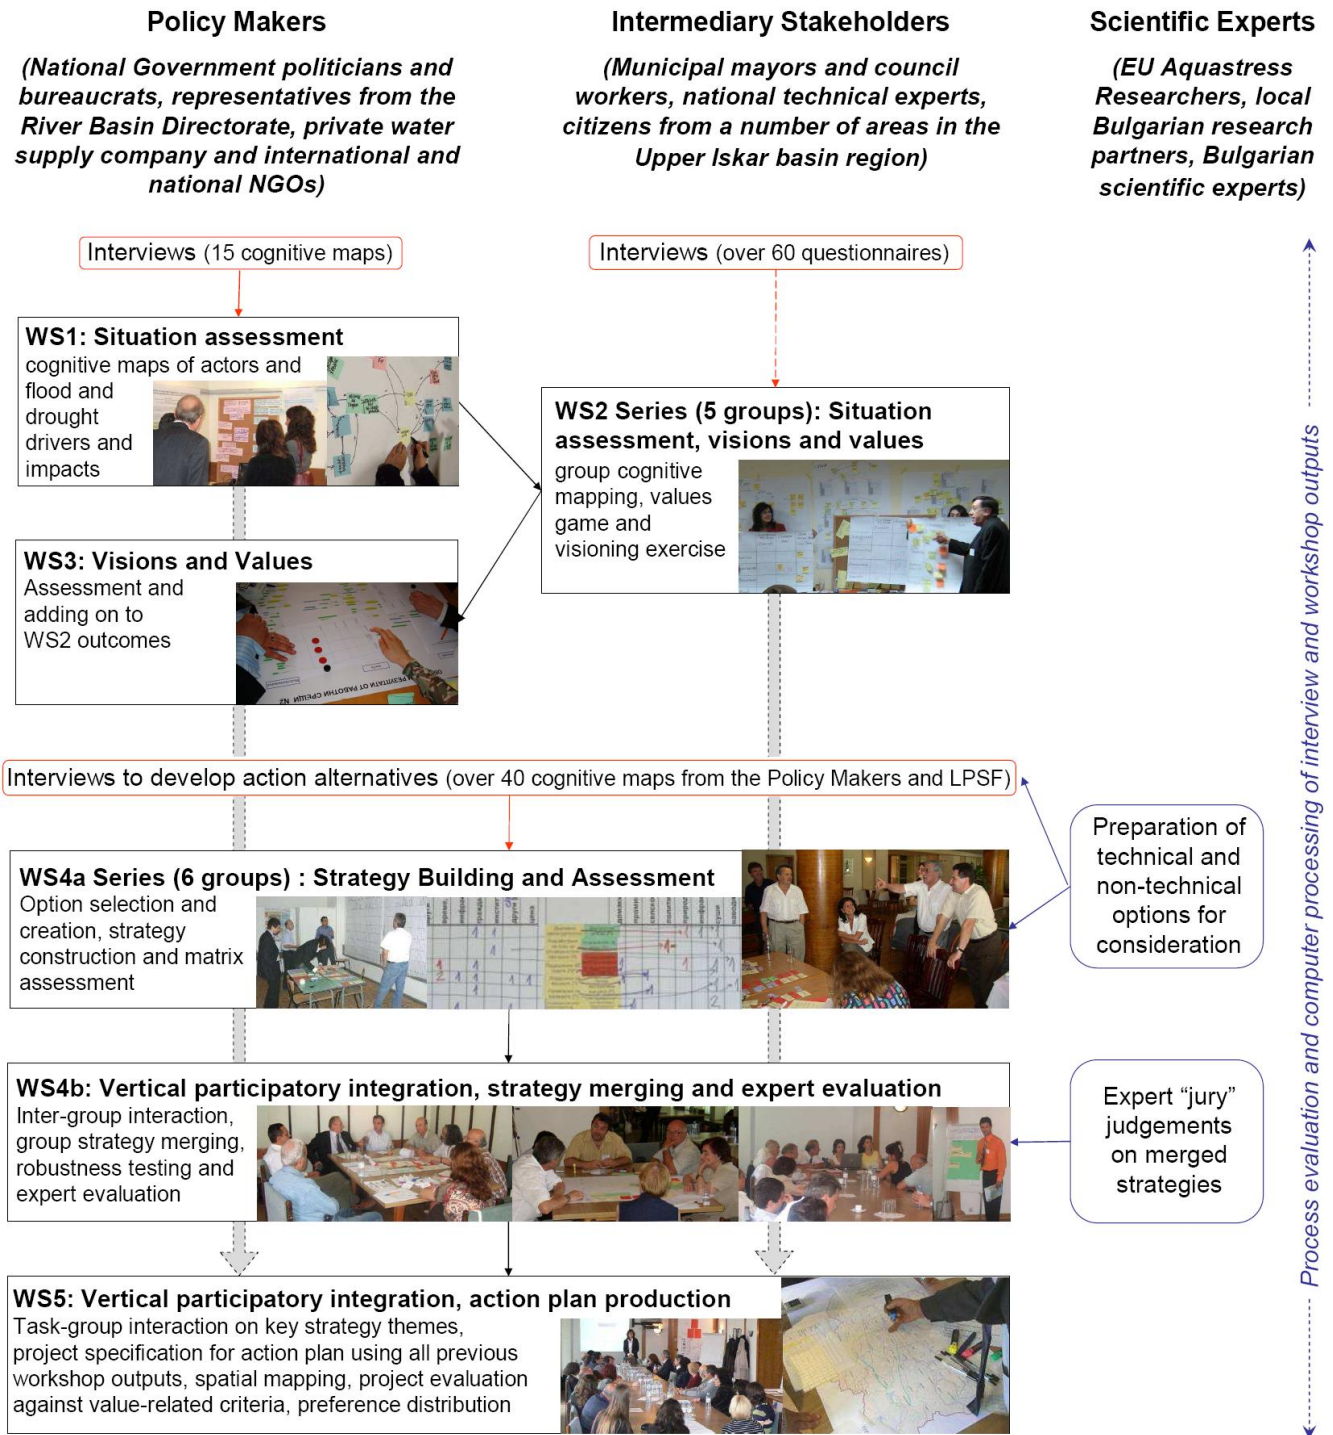 Policy Makers
(National Government politicians and
bureaucrats, representatives from the
River Basin Directorate, private water
supply company and international and
national NGOs)
Intermediary Stakeholders
(Municipal mayors and council
workers, national technical experts,
citizens from a number of areas in the
Upper Iskar basin region)
Scientific Experts
(EU Aquastress
Researchers, local
Bulgarian research
partners, Bulgarian
scientific experts)
Interviews (15 cognitive maps)
Interviews (over 60 questionnaires)
WS1: Situation assessment
cognitive maps of actors and
flood and
drought
drivers and
impacts
WS2 Series (5 groups): Situation
assessment, visions and values
group cognitive
mapping, values
game and
visioning exercise
WS3: Visions and Values
Assessment and
adding on to
WS2 outcomes
РЕЗУЛТАТИ ОТ РАБОТНИ СРЕЩИ №2
Interviews to develop action alternatives (over 40 cognitive maps from the Policy Makers and LPSF)
Preparation of
technical and
non-technical
options for
consideration
WS4a Series (6 groups) : Strategy Building and Assessment
Option selection and
creation, strategy
construction and matrix
assessment
WS4b: Vertical participatory integration, strategy merging and expert evaluation
Inter-group interaction,
group strategy merging,
robustness testing and
expert evaluation
Expert “jury”
judgements
on merged
strategies
WS5: Vertical participatory integration, action plan production
Task-group interaction on key strategy themes,
project specification for action plan using all previous
workshop outputs, spatial mapping, project evaluation
against value-related criteria, preference distribution
Process evaluation and computer processing of interview and workshop outputs